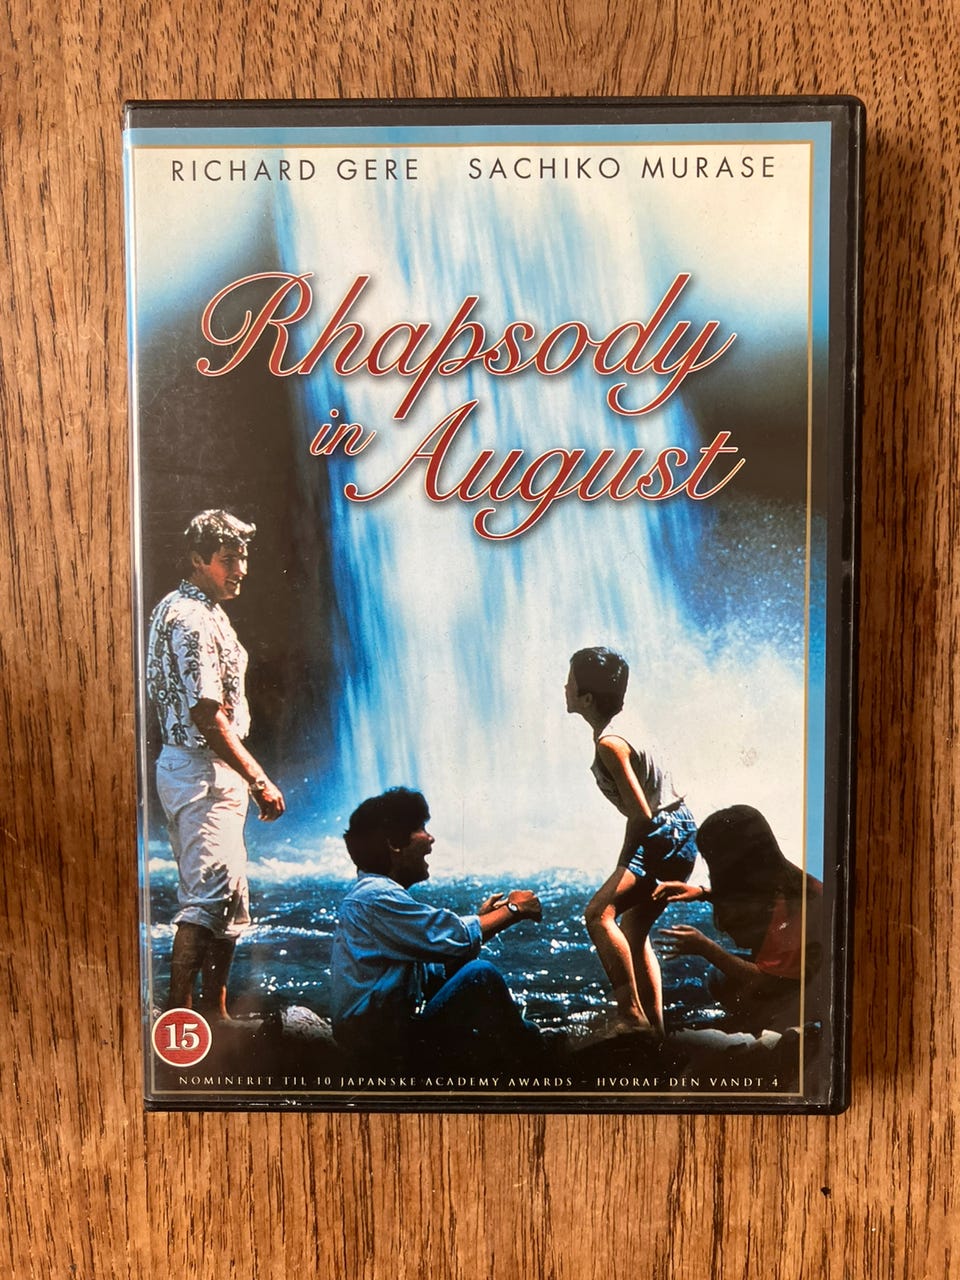 RICHARD GERE SACHIKO MURASE
Rhapsody
in August
15
NOMINERET TIL 10 JAPANSKE ACADEMY AWARDS – HVORAF DEN VANDT 4